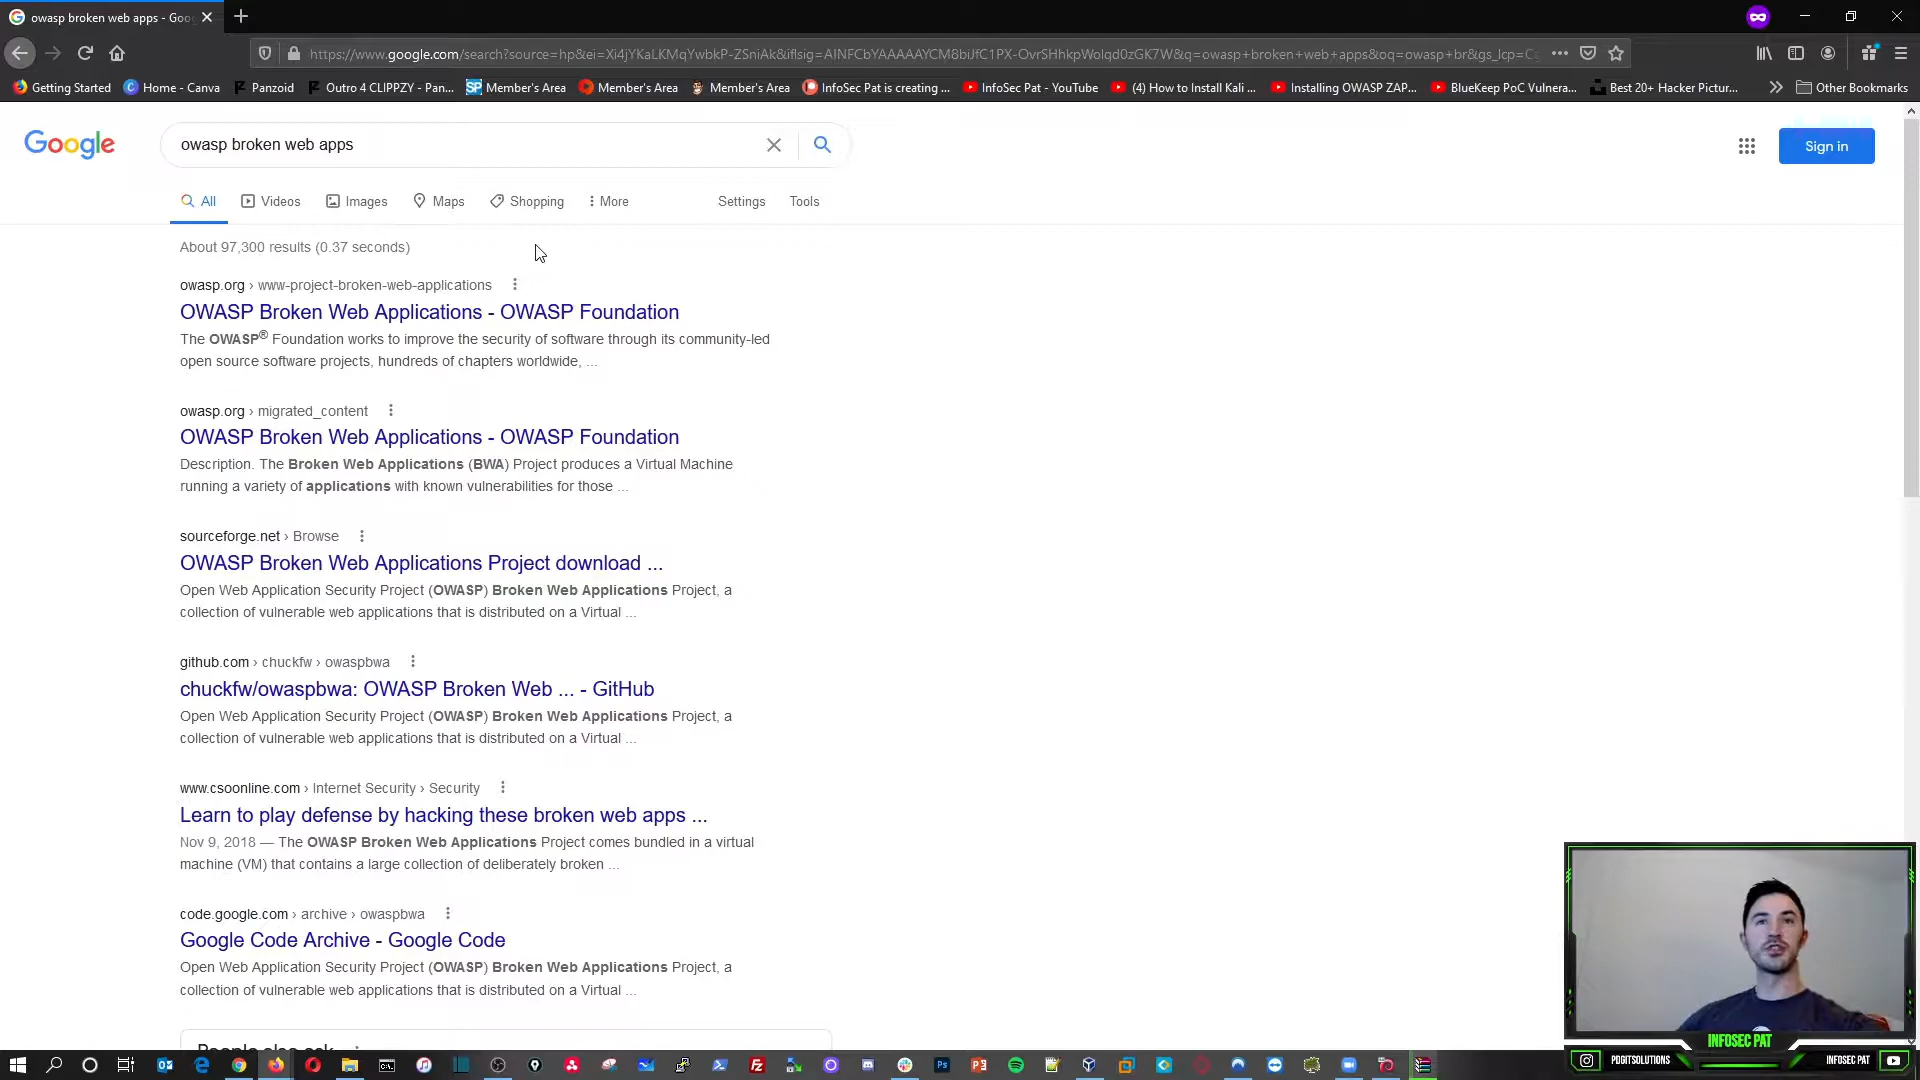 owasp broken web apps - Goo
https://www.google.com/search?source=hp&ei=Xi4jYKaLKMqYwbkP-ZSniAk&iflsig=AINFCbYAAAAAYCM8biUfC1PX-OvrSHhkpWolqd0zGK7W&q=owasp+broken+web+apps&oq=owasp+br&gs_lcp=C
Getting Started Home - Canva Panzoid Outro 4 CLIPPZY - Pan... Member's Area Member's Area Member's Area InfoSec Pat is creating ... InfoSec Pat - YouTube (4) How to Install Kali ... Installing OWASP ZAP... BlueKeep PoC Vulnera... Best 20+ Hacker Pictur... Other Bookmarks
Google
owasp broken web apps
Sign in
All Videos Images Maps Shopping More Settings Tools
About 97,300 results (0.37 seconds)
owasp.org › www-project-broken-web-applications
OWASP Broken Web Applications - OWASP Foundation
The OWASP® Foundation works to improve the security of software through its community-led
open source software projects, hundreds of chapters worldwide, ...
owasp.org › migrated_content
OWASP Broken Web Applications - OWASP Foundation
Description. The Broken Web Applications (BWA) Project produces a Virtual Machine
running a variety of applications with known vulnerabilities for those ...
sourceforge.net › Browse
OWASP Broken Web Applications Project download ...
Open Web Application Security Project (OWASP) Broken Web Applications Project, a
collection of vulnerable web applications that is distributed on a Virtual ...
github.com › chuckfw › owaspbwa
chuckfw/owaspbwa: OWASP Broken Web ... - GitHub
Open Web Application Security Project (OWASP) Broken Web Applications Project, a
collection of vulnerable web applications that is distributed on a Virtual ...
www.csoonline.com › Internet Security › Security
Learn to play defense by hacking these broken web apps ...
Nov 9, 2018 — The OWASP Broken Web Applications Project comes bundled in a virtual
machine (VM) that contains a large collection of deliberately broken ...
code.google.com › archive › owaspbwa
Google Code Archive - Google Code
Open Web Application Security Project (OWASP) Broken Web Applications Project, a
collection of vulnerable web applications that is distributed on a Virtual ...
People also ask
INFOSEC PAT
PDGITSOLUTIONS
INFOSEC PAT